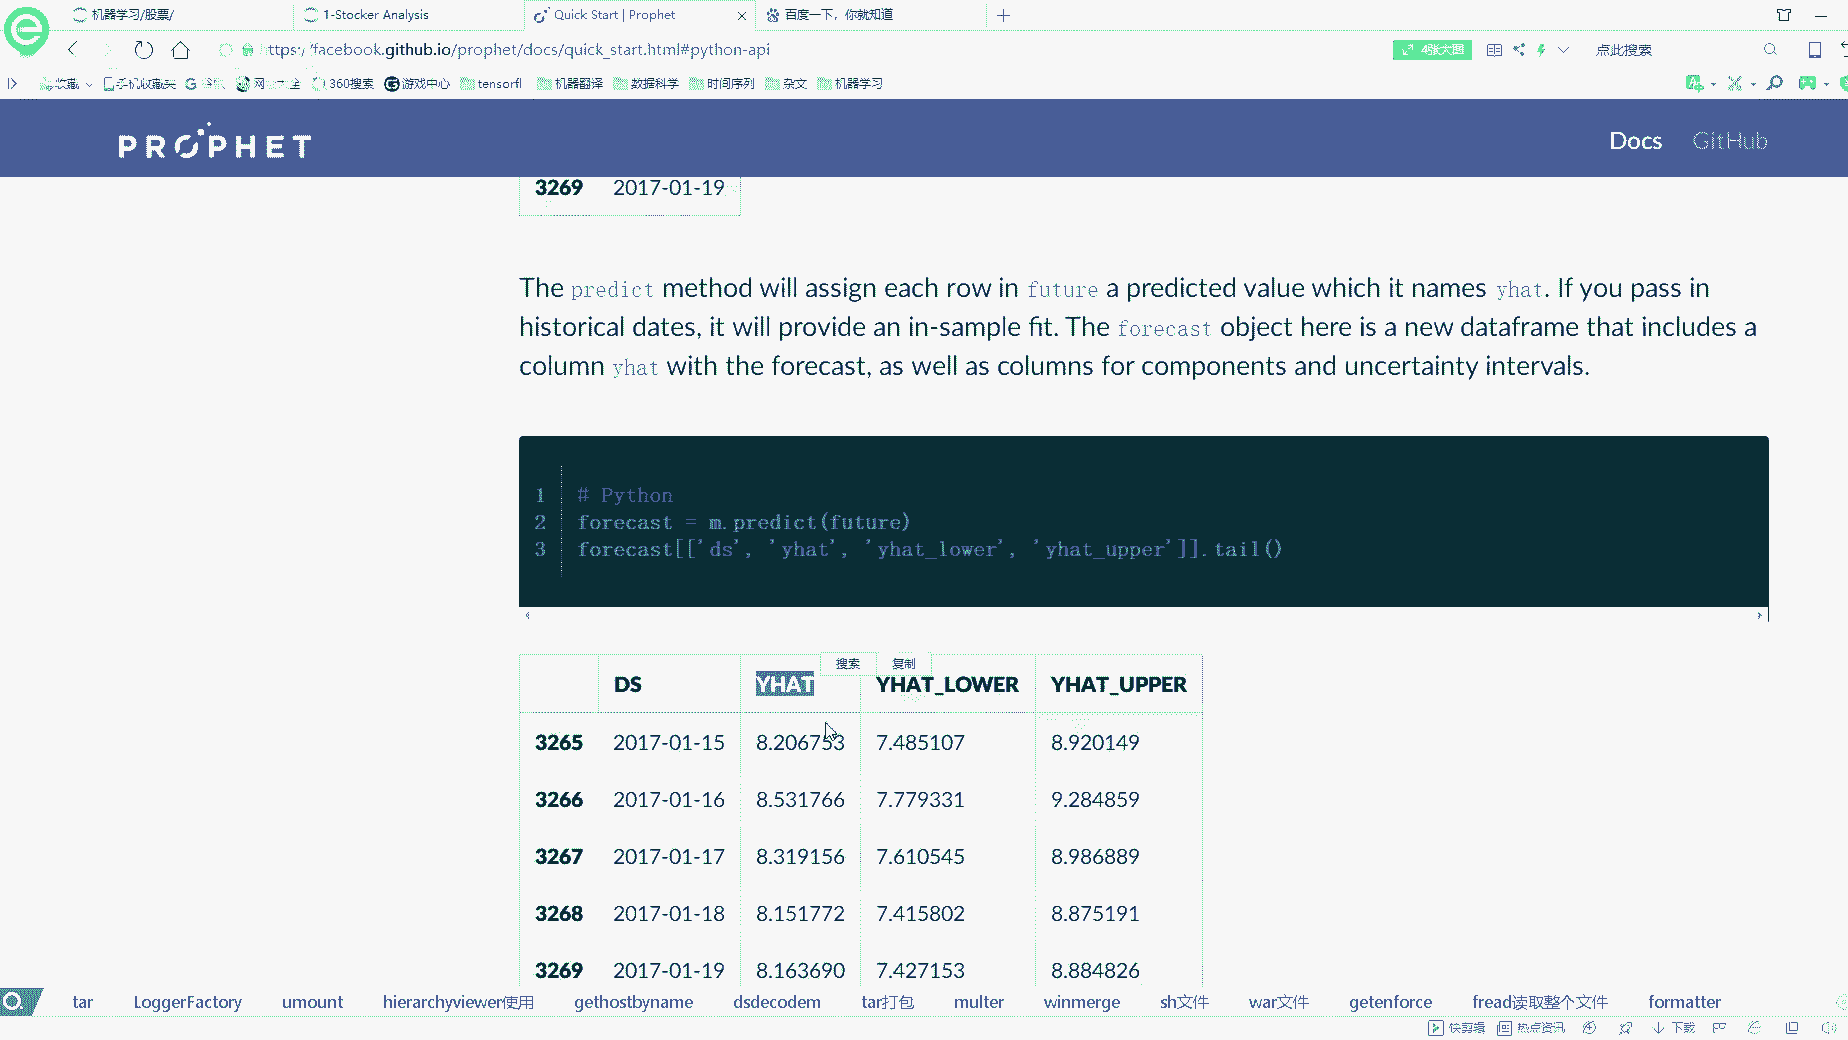 机器学习/股票/
1-Stocker Analysis
Quick Start | Prophet
百度一下，你就知道
https://facebook.github.io/prophet/docs/quick_start.html#python-api
点此搜索
收藏
手机收藏夹
360搜索
游戏中心
tensorfl
机器翻译
数据科学
时间序列
杂文
机器学习
PROPHET
Docs
GitHub
3269 2017-01-19
The predict method will assign each row in future a predicted value which it names yhat. If you pass in
historical dates, it will provide an in-sample fit. The forecast object here is a new dataframe that includes a
column yhat with the forecast, as well as columns for components and uncertainty intervals.
1 # Python
2 forecast = m.predict(future)
3 forecast[['ds', 'yhat', 'yhat_lower', 'yhat_upper']].tail()
搜索 复制
DS YHAT YHAT_LOWER YHAT_UPPER
3265 2017-01-15 8.206753 7.485107 8.920149
3266 2017-01-16 8.531766 7.779331 9.284859
3267 2017-01-17 8.319156 7.610545 8.986889
3268 2017-01-18 8.151772 7.415802 8.875191
3269 2017-01-19 8.163690 7.427153 8.884826
tar LoggerFactory umount hierarchyviewer使用 gethostbyname dsdecodem tar打包 multer winmerge sh文件 war文件 getenforce fread读取整个文件 formatter
快剪辑 热点资讯 下载